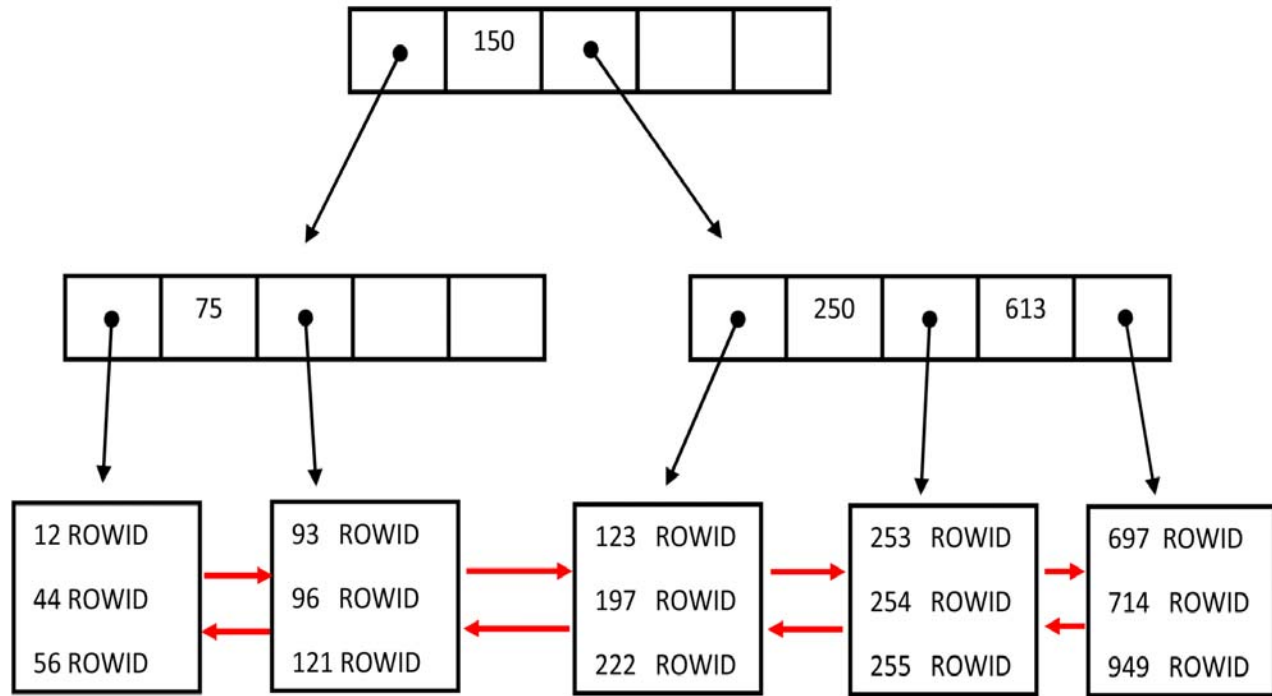 150
75
250 613
12 ROWID
44 ROWID
56 ROWID
93 ROWID
96 ROWID
121 ROWID
123 ROWID
197 ROWID
222 ROWID
253 ROWID
254 ROWID
255 ROWID
697 ROWID
714 ROWID
949 ROWID